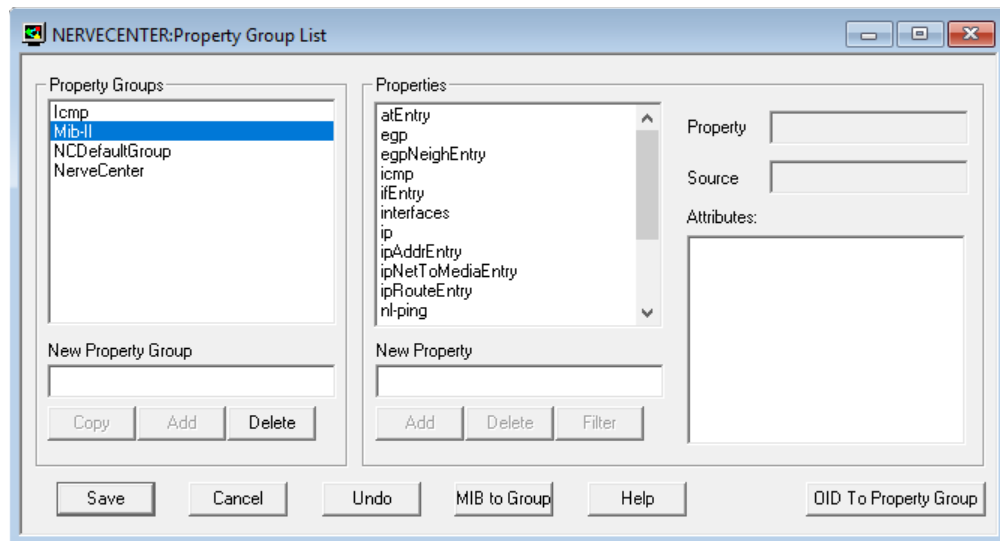 NERVECENTER:Property Group List
Property Groups
Icmp
Mib-II
NCDefaultGroup
NerveCenter
New Property Group
Copy Add Delete
Properties
atEntry
egp
egpNeighEntry
icmp
ifEntry
interfaces
ip
ipAddrEntry
ipNetToMediaEntry
ipRouteEntry
nl-ping
New Property
Add Delete Filter
Property
Source
Attributes:
Save Cancel Undo MIB to Group Help OID To Property Group